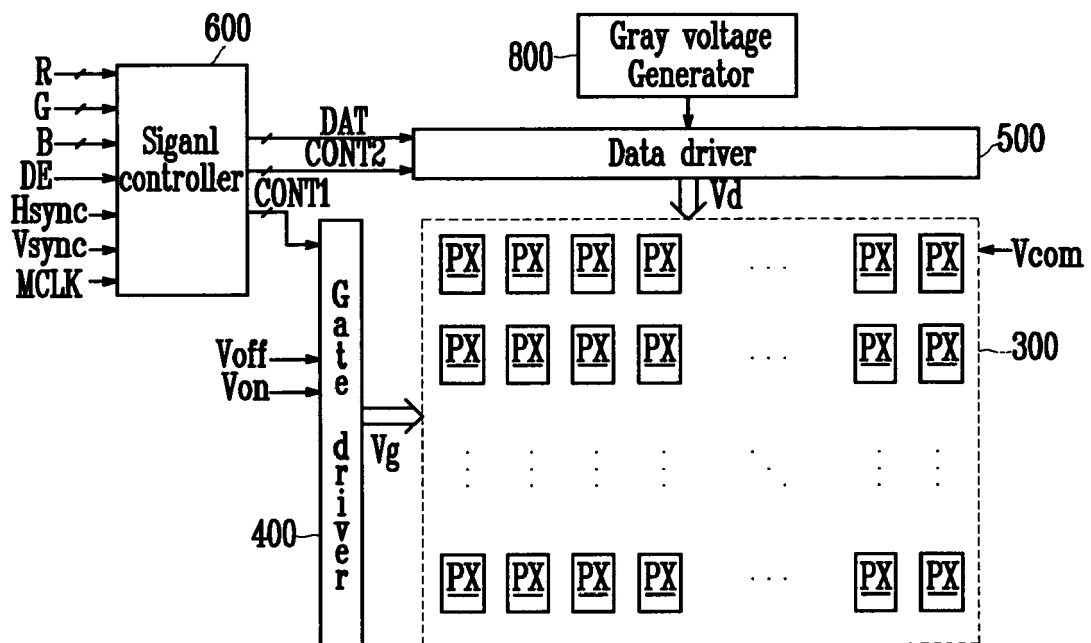 600
R
G
B
DE
Hsync
Vsync
MCLK
Siganl
controller
DAT
CONT2
CONT1
800
Gray voltage
Generator
Data driver
500
Vd
Vcom
300
Voff
Von
Gate driver
400
Vg
PX PX PX PX ... PX PX
PX PX PX PX ... PX PX
PX PX PX PX ... PX PX